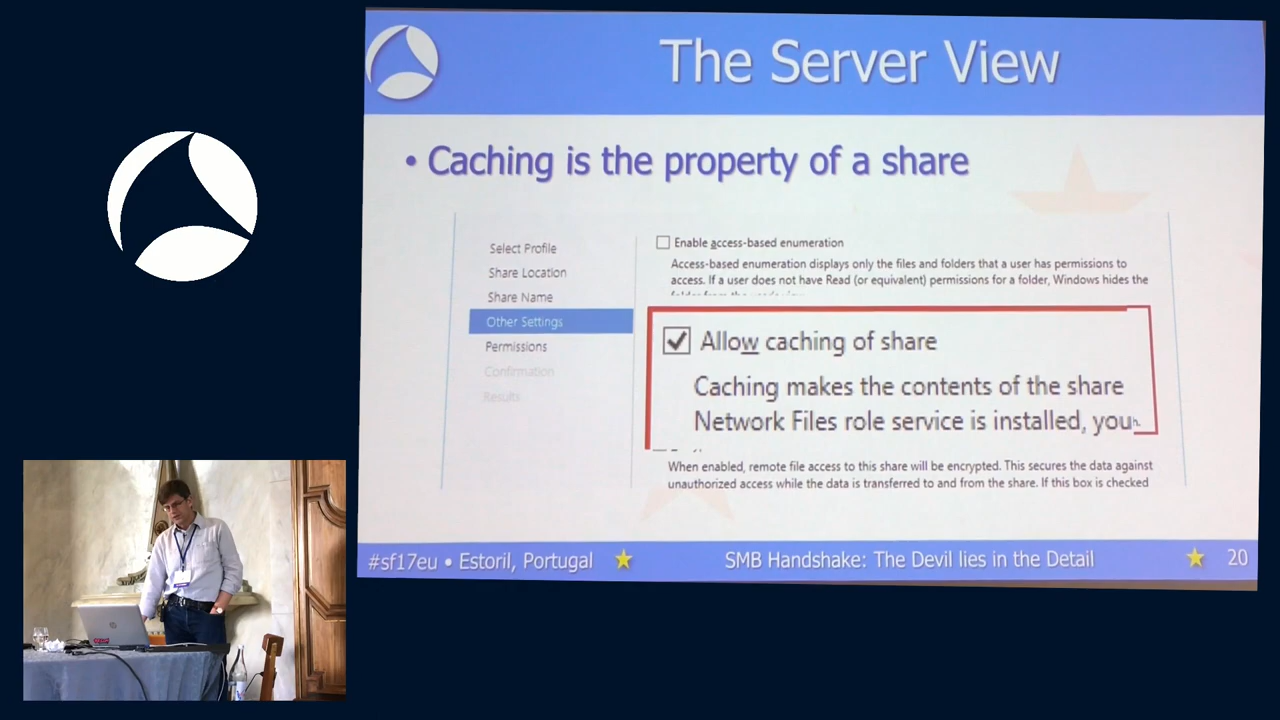 The Server View
• Caching is the property of a share
Select Profile
Share Location
Share Name
Other Settings
Permissions
Confirmation
Results
Enable access-based enumeration
Access-based enumeration displays only the files and folders that a user has permissions to
access. If a user does not have Read (or equivalent) permissions for a folder, Windows hides the
Allow caching of share
Caching makes the contents of the share
Network Files role service is installed, you
When enabled, remote file access to this share will be encrypted. This secures the data against
unauthorized access while the data is transferred to and from the share. If this box is checked
#sf17eu • Estoril, Portugal
SMB Handshake: The Devil lies in the Detail
20